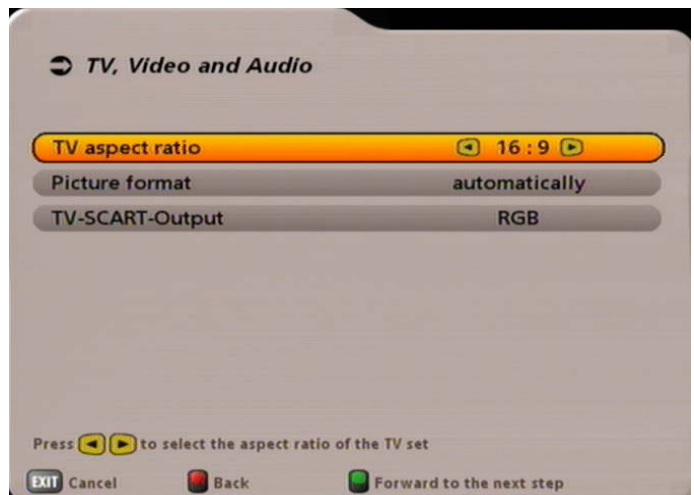 TV, Video and Audio
TV aspect ratio 16 : 9
Picture format automatically
TV-SCART-Output RGB
Press to select the aspect ratio of the TV set
EXIT Cancel Back Forward to the next step